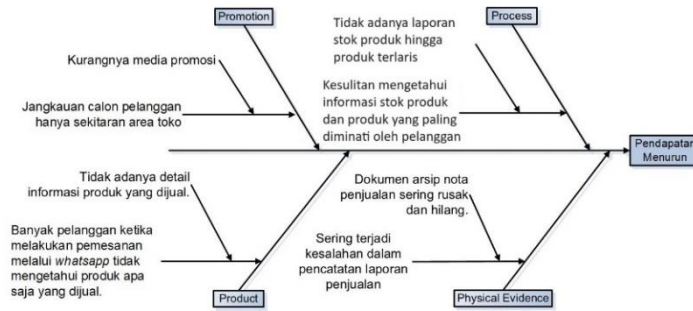 Promotion
Process
Tidak adanya laporan
stok produk hingga
produk terlaris
Kurangnya media promosi
Jangkauan calon pelanggan
hanya sekitaran area toko
Kesulitan mengetahui
informasi stok produk
dan produk yang paling
diminati oleh pelanggan
Pendapatan
Menurun
Tidak adanya detail
informasi produk yang dijual.
Dokumen arsip nota
penjualan sering rusak
dan hilang.
Banyak pelanggan ketika
melakukan pemesanan
melalui whatsapp tidak
mengetahui produk apa
saja yang dijual.
Sering terjadi
kesalahan dalam
pencatatan laporan
penjualan
Product
Physical Evidence